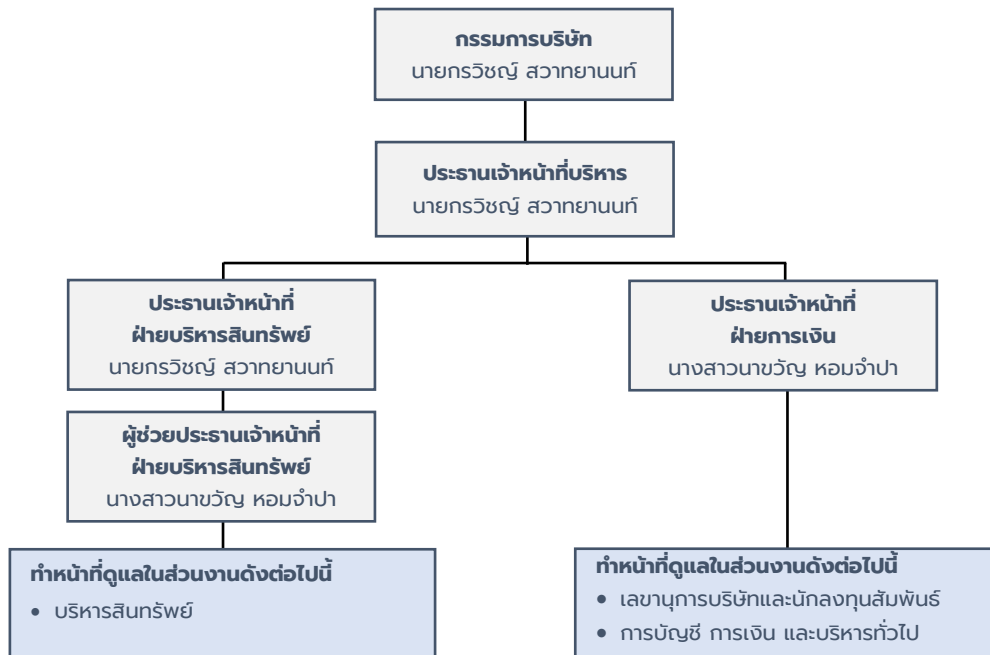 กรรมการบริษัท
นายกรวิชญ์ สวาทยานนท์
ประธานเจ้าหน้าที่บริหาร
นายกรวิชญ์ สวาทยานนท์
ประธานเจ้าหน้าที่
ฝ่ายบริหารสินทรัพย์
นายกรวิชญ์ สวาทยานนท์
ประธานเจ้าหน้าที่
ฝ่ายการเงิน
นางสาวนาขวัญ หอมจำปา
ผู้ช่วยประธานเจ้าหน้าที่
ฝ่ายบริหารสินทรัพย์
นางสาวนาขวัญ หอมจำปา
ทำหน้าที่ดูแลในส่วนงานดังต่อไปนี้
• บริหารสินทรัพย์
ทำหน้าที่ดูแลในส่วนงานดังต่อไปนี้
• เลขานุการบริษัทและนักลงทุนสัมพันธ์
• การบัญชี การเงิน และบริหารทั่วไป